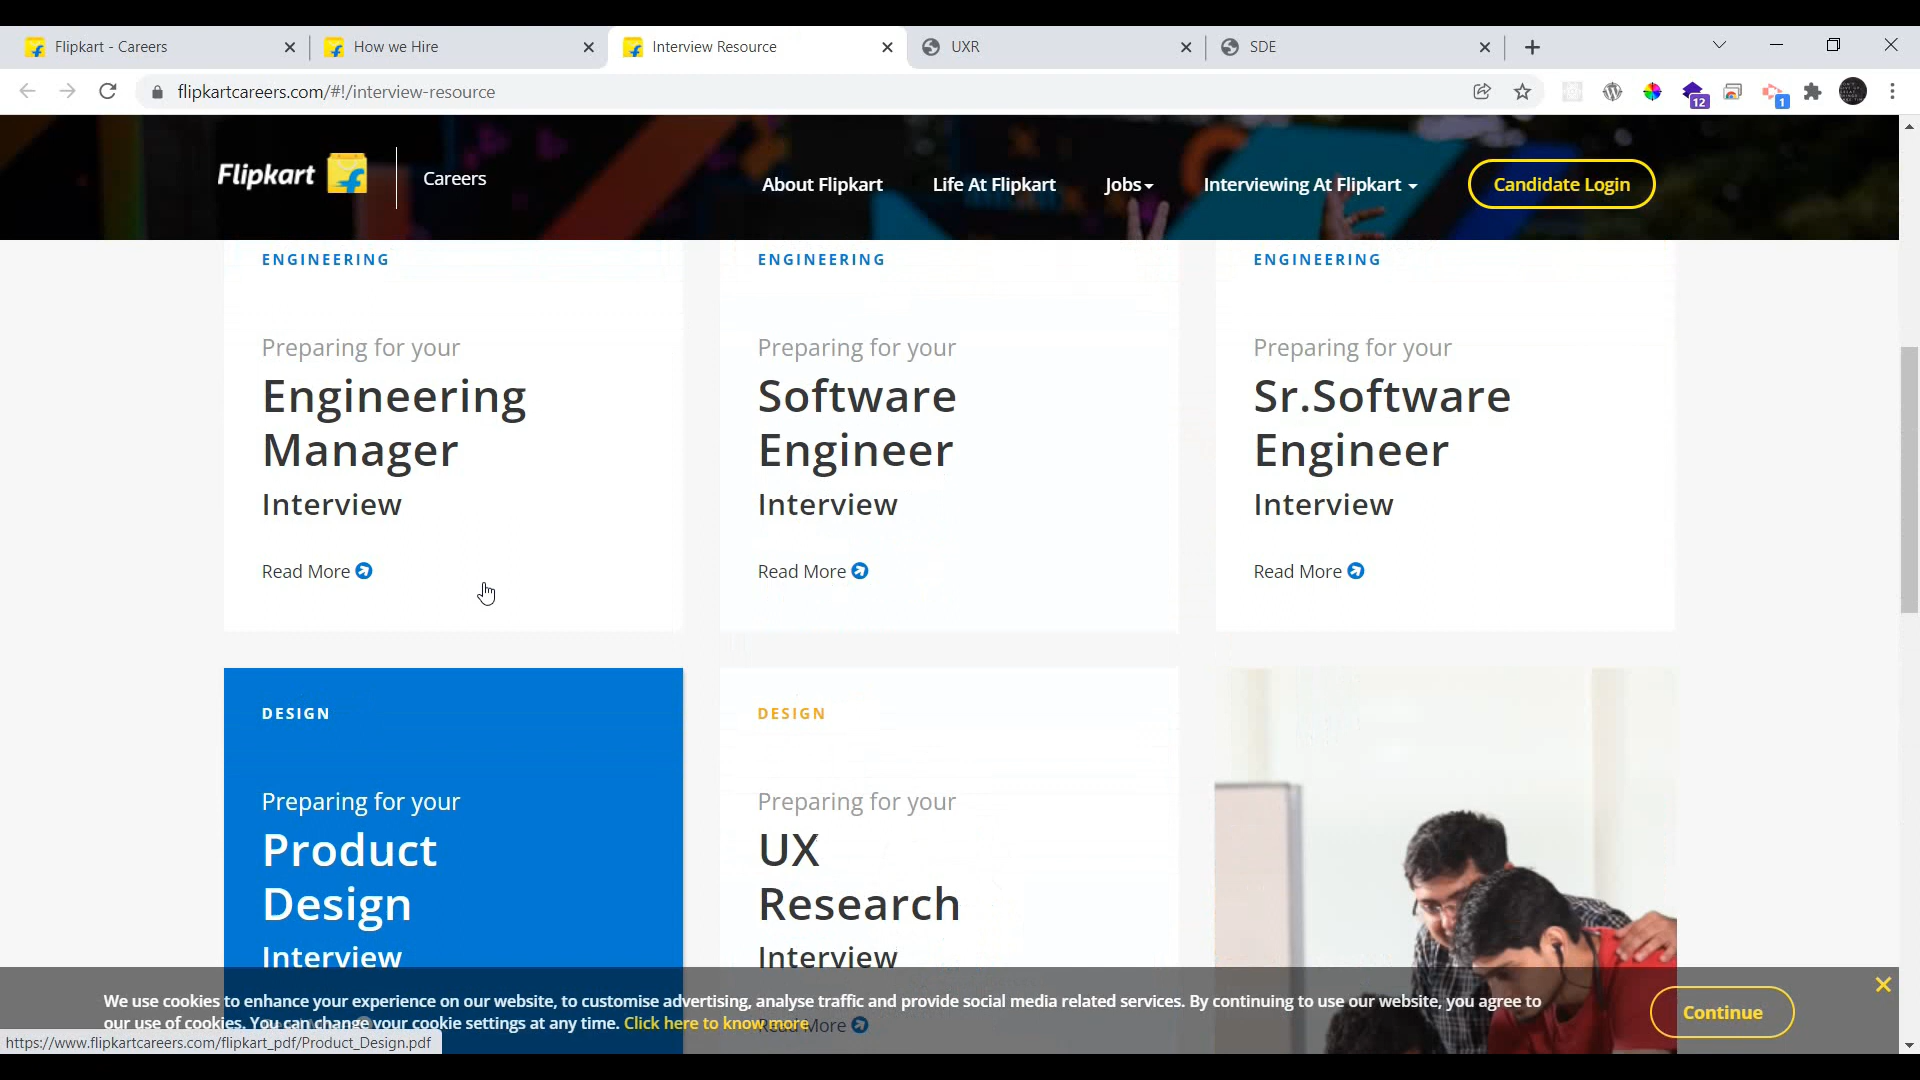 Flipkart - Careers
How we Hire
Interview Resource
UXR
SDE
flipkartcareers.com/#!/interview-resource
12
1
Flipkart
Careers
About Flipkart
Life At Flipkart
Jobs
Interviewing At Flipkart
Candidate Login
ENGINEERING
Preparing for your
Engineering
Manager
Interview
Read More
ENGINEERING
Preparing for your
Software
Engineer
Interview
Read More
ENGINEERING
Preparing for your
Sr.Software
Engineer
Interview
Read More
DESIGN
Preparing for your
Product
Design
Interview
DESIGN
Preparing for your
UX
Research
Interview
Read More
We use cookies to enhance your experience on our website, to customise advertising, analyse traffic and provide social media related services. By continuing to use our website, you agree to
our use of cookies. You can change your cookie settings at any time. Click here to know more.
Continue
https://www.flipkartcareers.com/flipkart_pdf/Product_Design.pdf